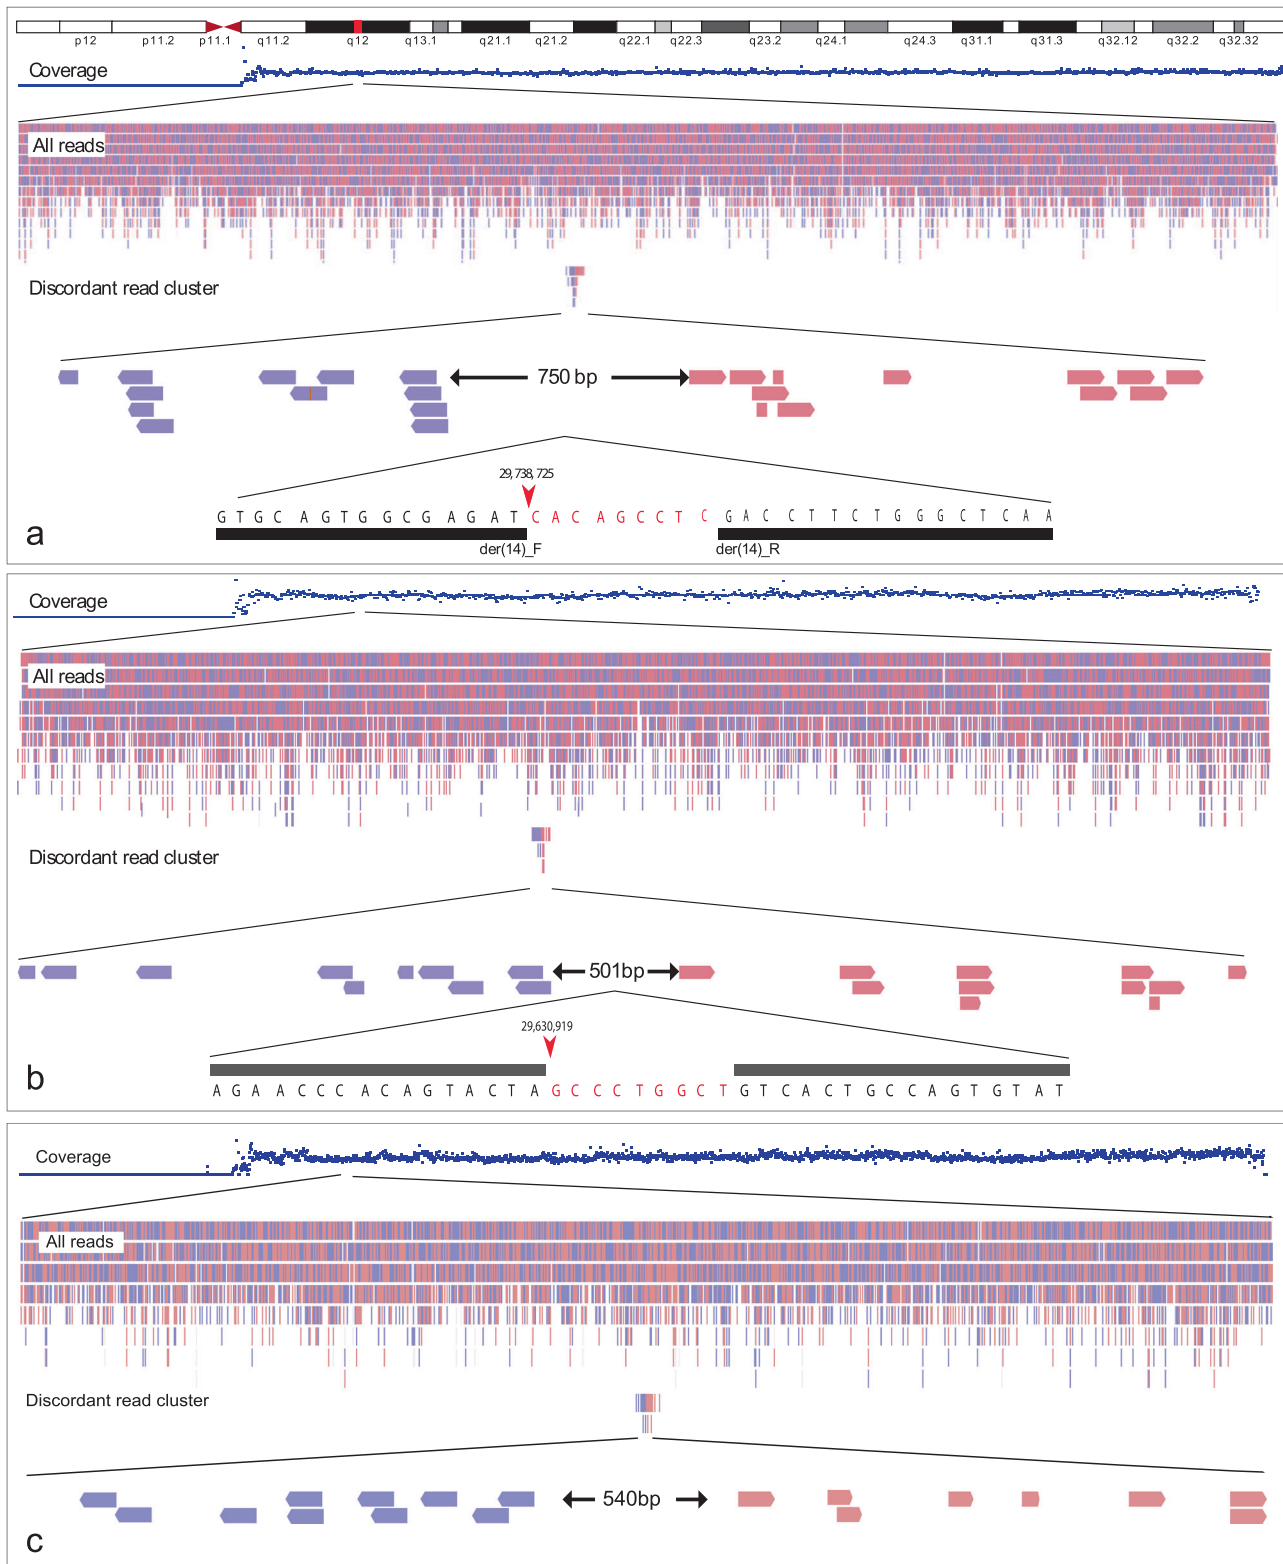 p12 p11.2 p11.1 q11.2 q12 q13.1 q21.1 q21.2 q22.1 q22.3 q23.2 q24.1 q24.3 q31.1 q31.3 q32.12 q32.2 q32.32
Coverage
All reads
Discordant read cluster
750 bp
29,738,725
G T G C A G T G G C G A G A T C A C A G C C T C G A C C T T C T G G G C T C A A
der(14)_F der(14)_R
a
Coverage
All reads
Discordant read cluster
501bp
29,630,919
A G A A C C C A C A G T A C T A G C C C T G G C T G T C A C T G C C A G T G T A T
b
Coverage
All reads
Discordant read cluster
540bp
c